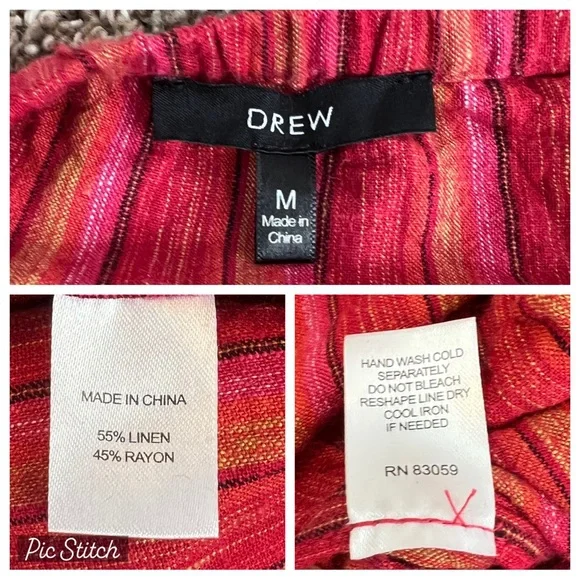 DREW
M
Made in
China
MADE IN CHINA
55% LINEN
45% RAYON
HAND WASH COLD
SEPARATELY
DO NOT BLEACH
RESHAPE LINE DRY
COOL IRON
IF NEEDED
RN 83059
Pic Stitch